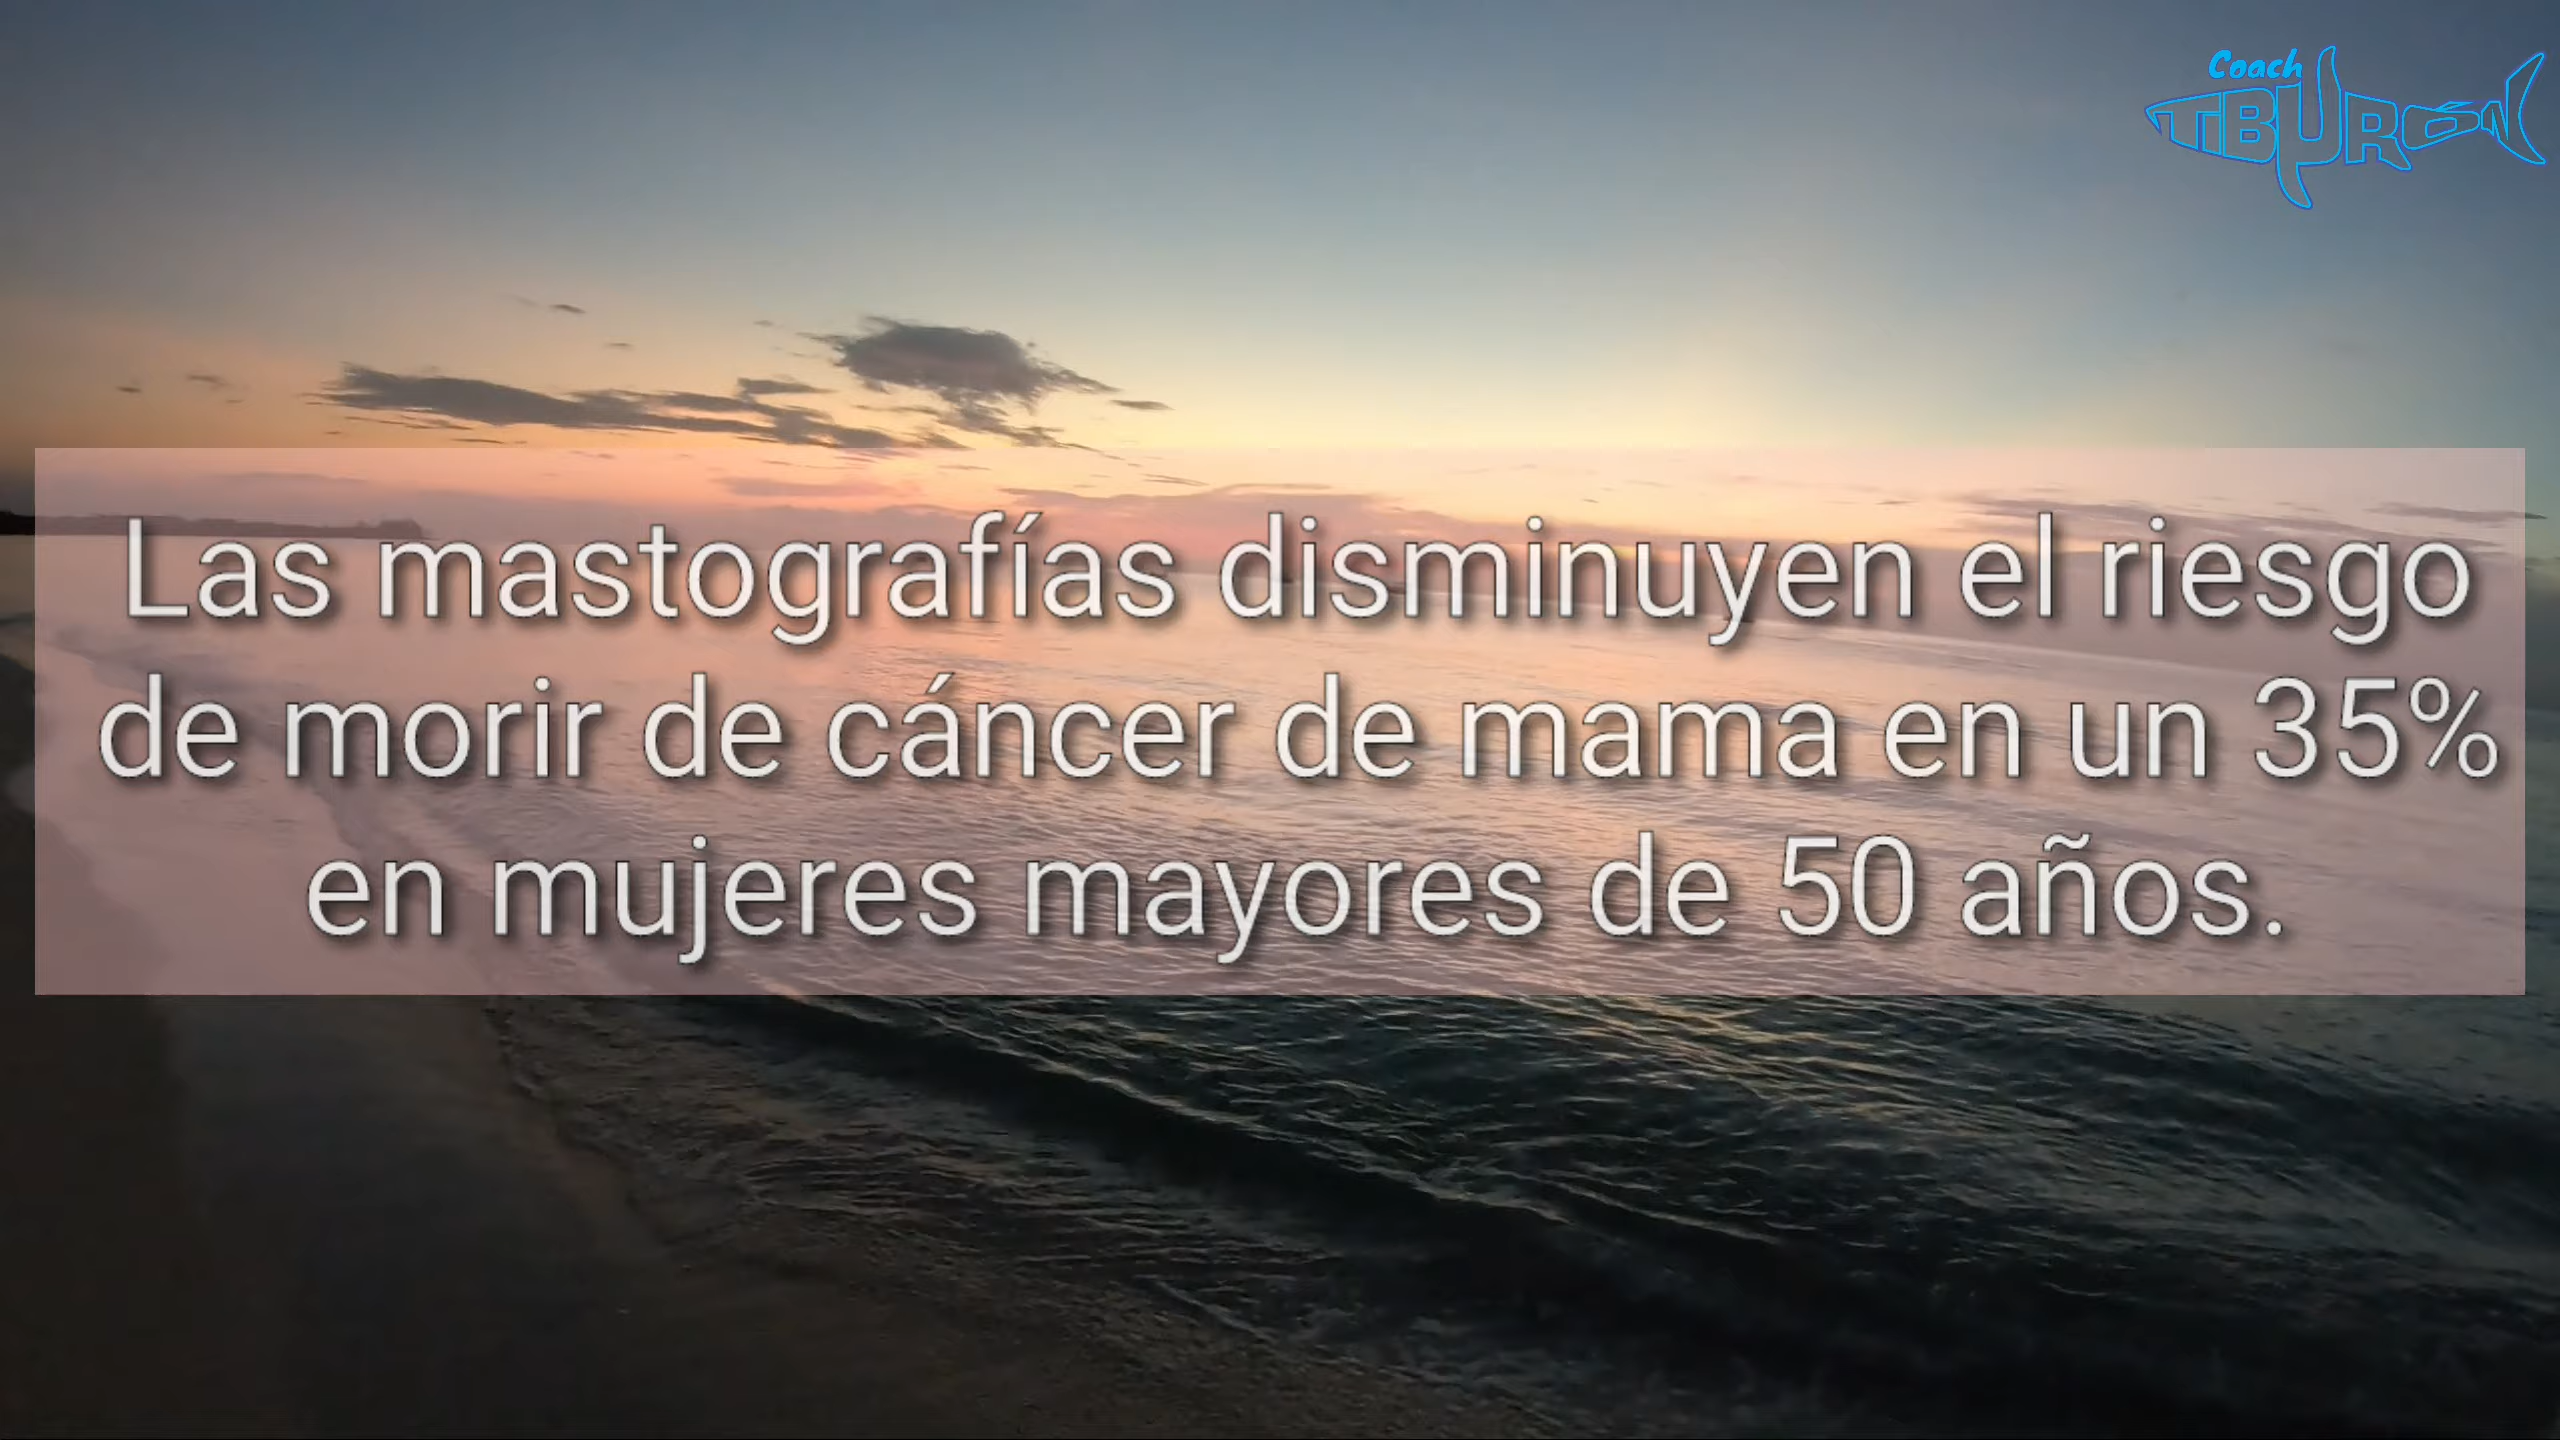 Coach
TIBURÓN
Las mastografías disminuyen el riesgo
de morir de cáncer de mama en un 35%
en mujeres mayores de 50 años.